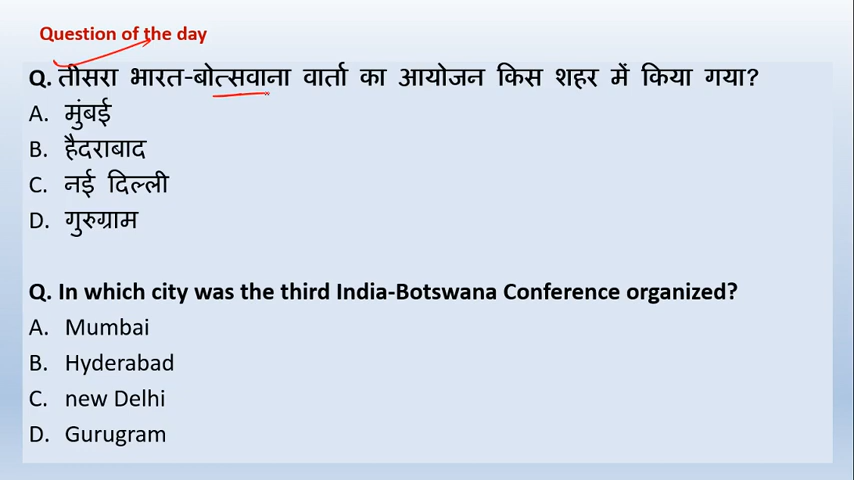 Question of the day
Q. तीसरा भारत-बोत्सवाना वार्ता का आयोजन किस शहर में किया गया?
A. मुंबई
B. हैदराबाद
C. नई दिल्ली
D. गुरुग्राम
Q. In which city was the third India-Botswana Conference organized?
A. Mumbai
B. Hyderabad
C. new Delhi
D. Gurugram